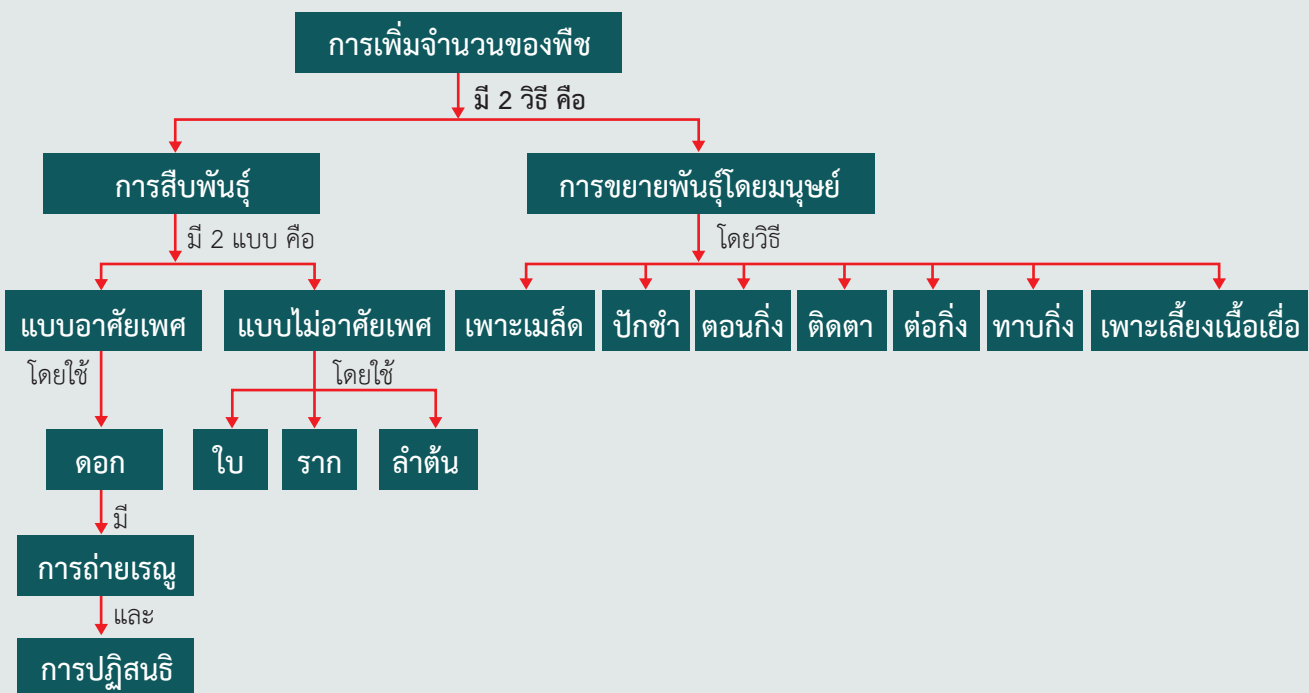 การเพิ่มจำนวนของพืช
มี 2 วิธี คือ
การสืบพันธุ์
การขยายพันธุ์โดยมนุษย์
มี 2 แบบ คือ
โดยวิธี
แบบอาศัยเพศ
แบบไม่อาศัยเพศ
เพาะเมล็ด
ปักชำ
ตอนกิ่ง
ติดตา
ต่อกิ่ง
ทาบกิ่ง
เพาะเลี้ยงเนื้อเยื่อ
โดยใช้
โดยใช้
ดอก
ใบ
ราก
ลำต้น
มี
การถ่ายเรณู
และ
การปฏิสนธิ